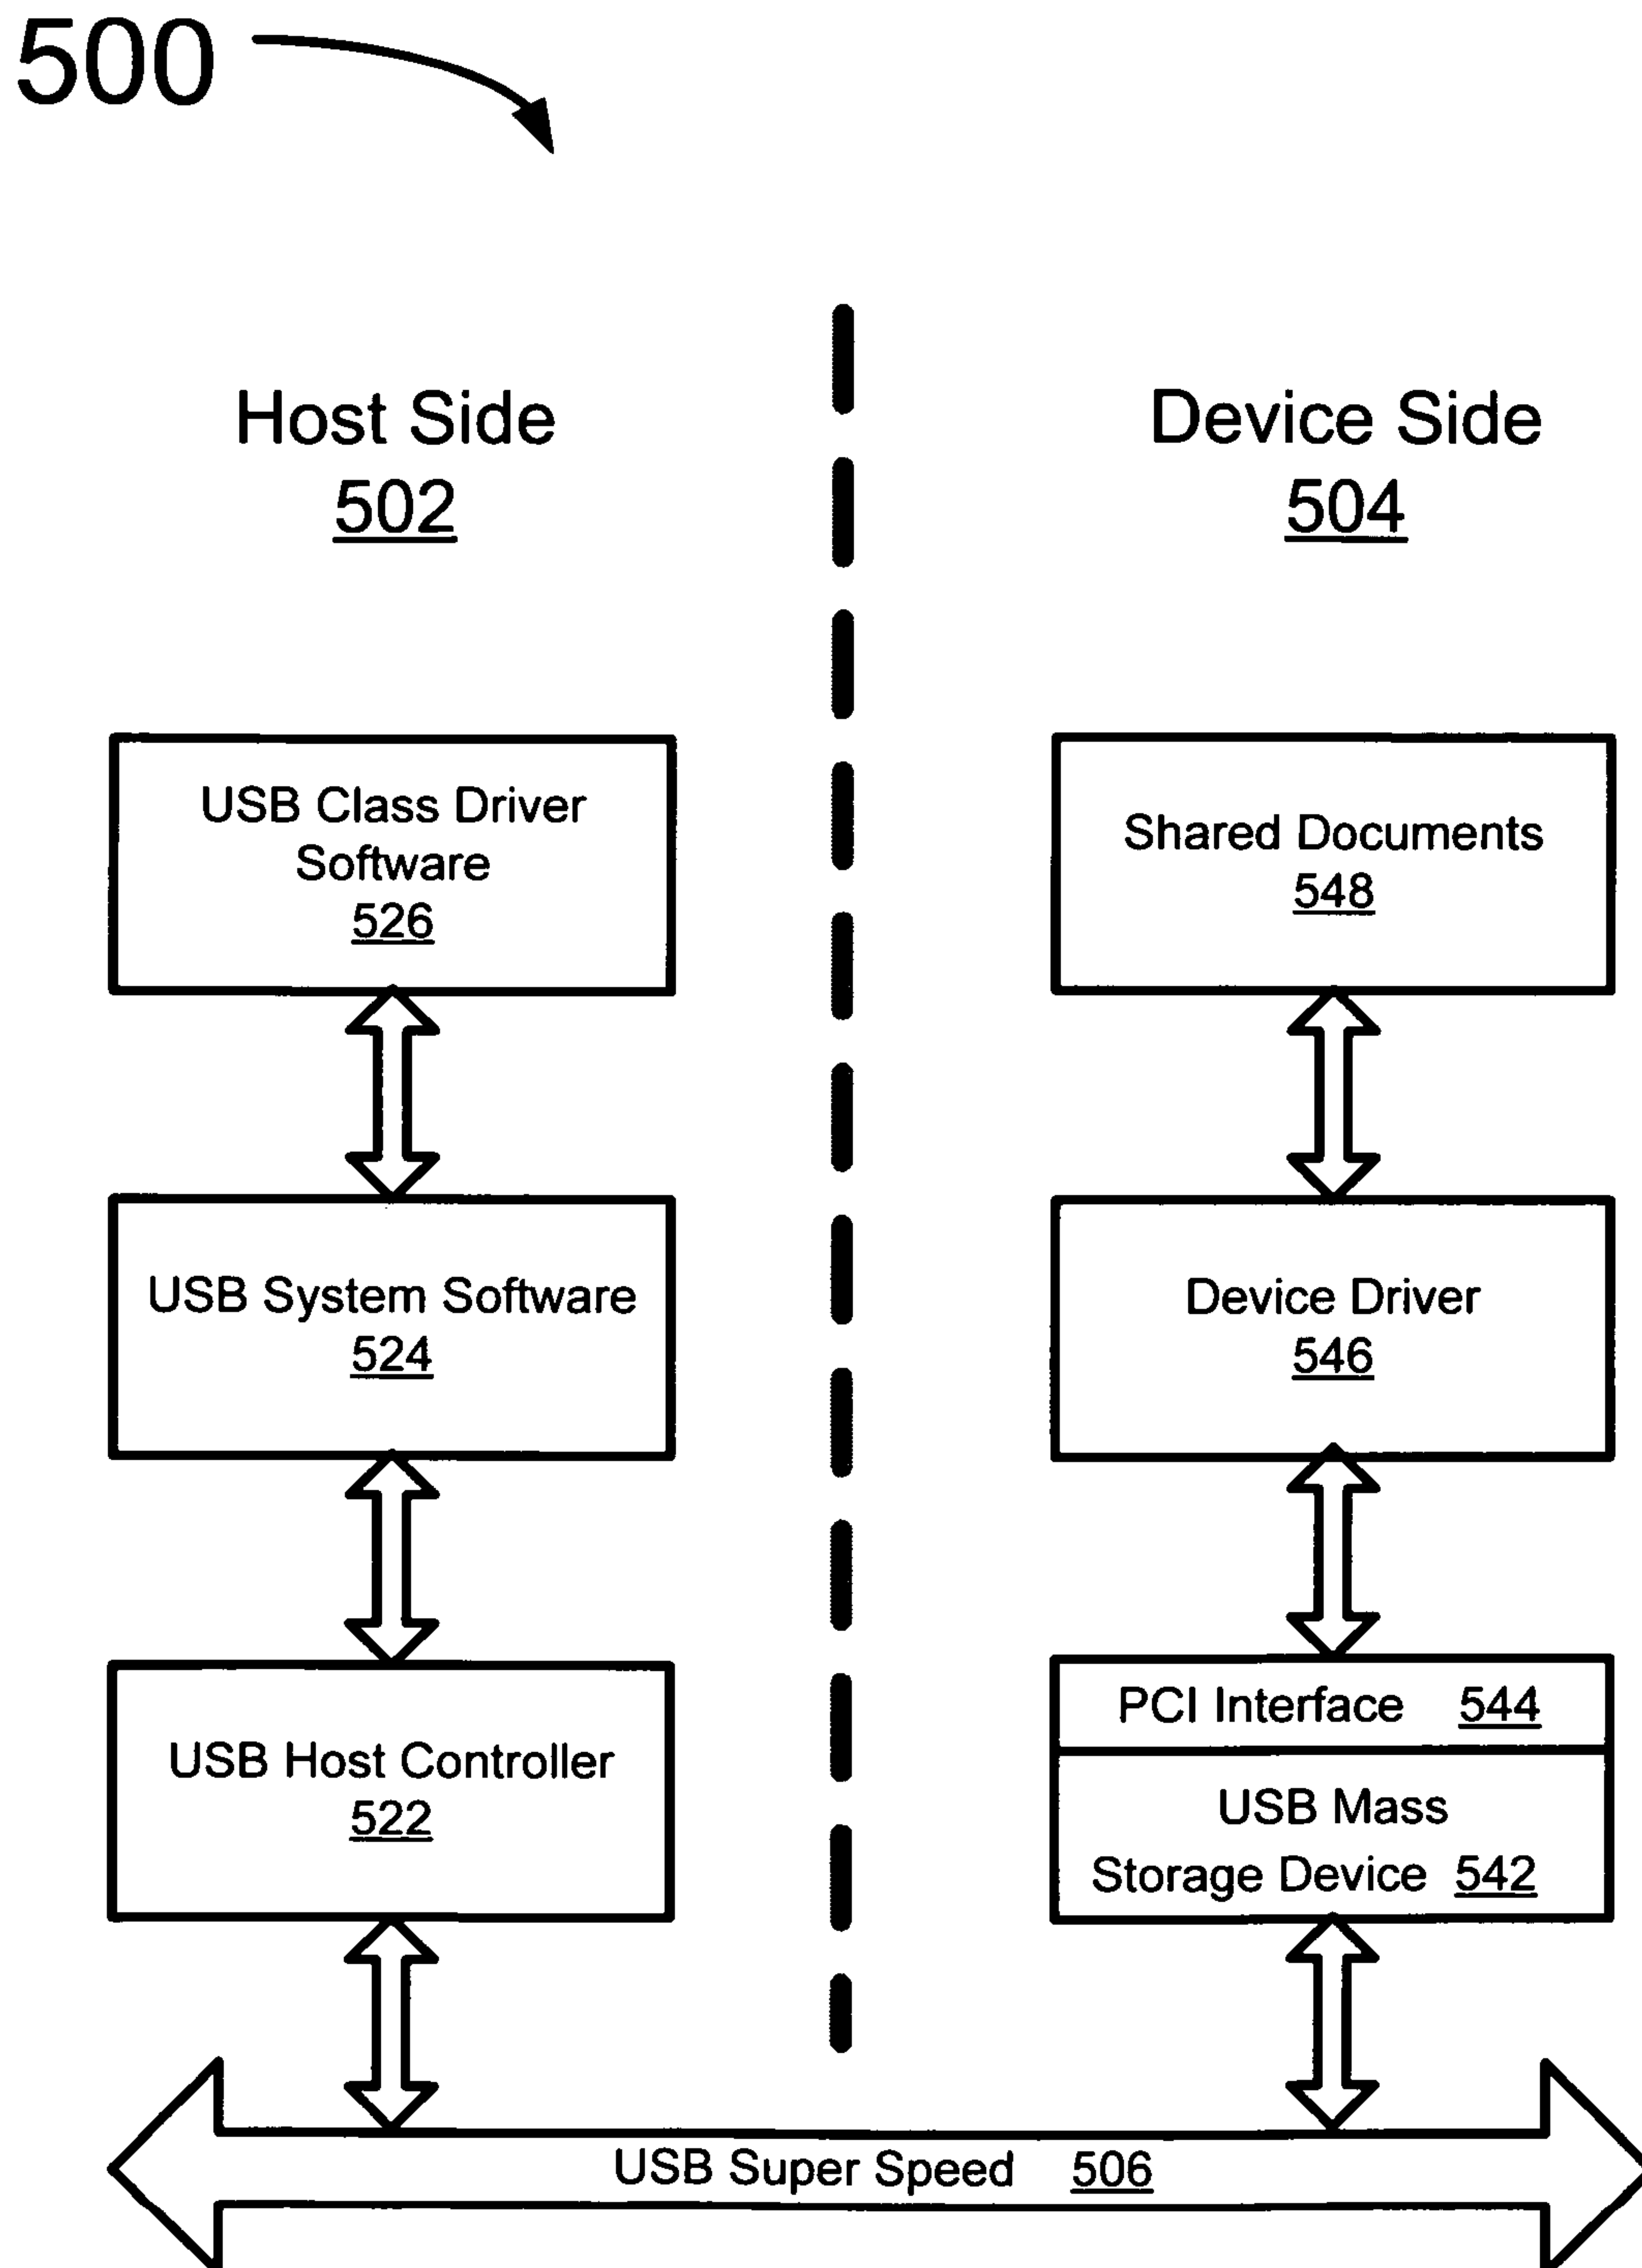 500
Host Side
502
Device Side
504
USB Class Driver
Software
526
Shared Documents
548
USB System Software
524
Device Driver
546
USB Host Controller
522
PCI Interface 544
USB Mass
Storage Device 542
USB Super Speed 506